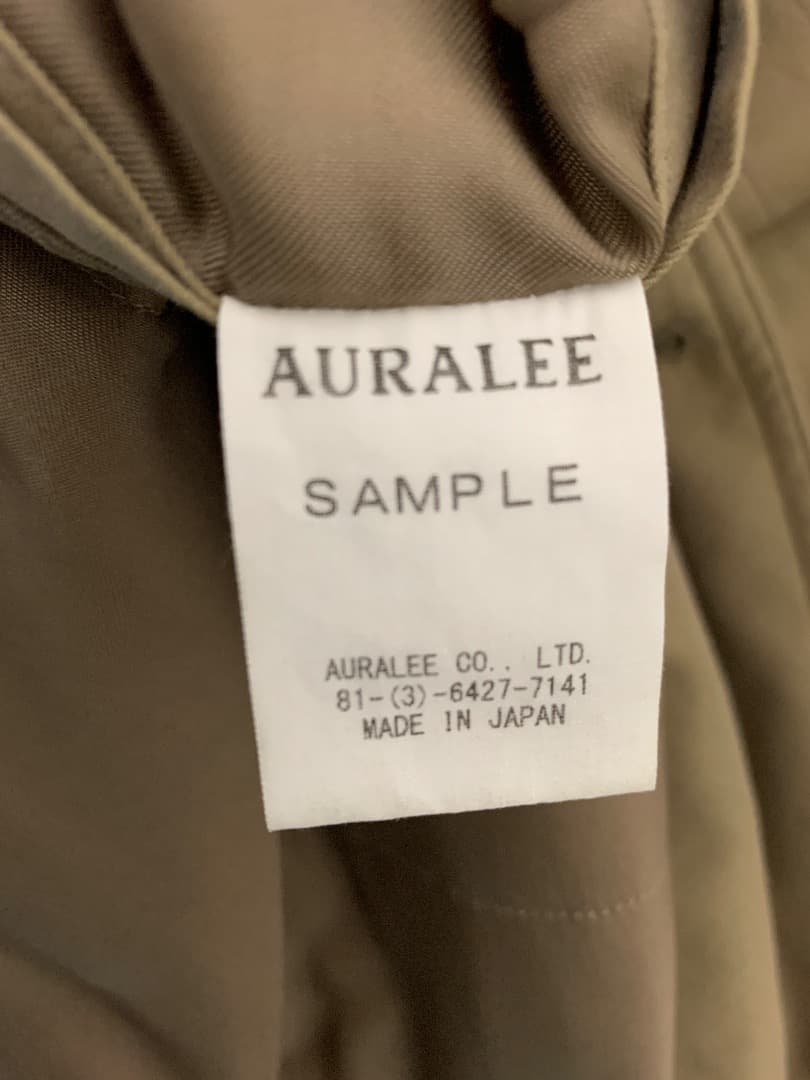 AURALEE
SAMPLE
AURALEE CO.. LTD.
81-(3)-6427-7141
MADE IN JAPAN